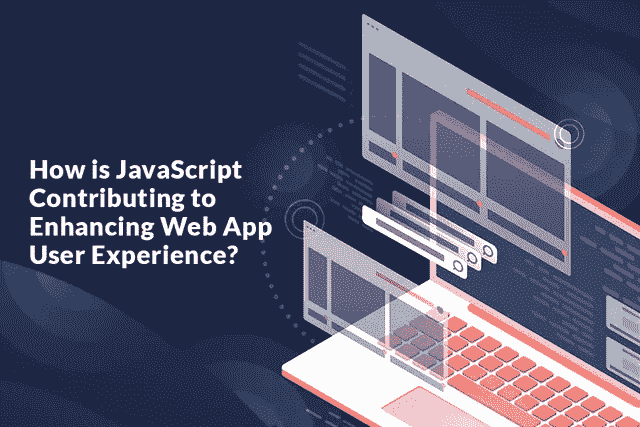 How is JavaScript
Contributing to
Enhancing Web App
User Experience?